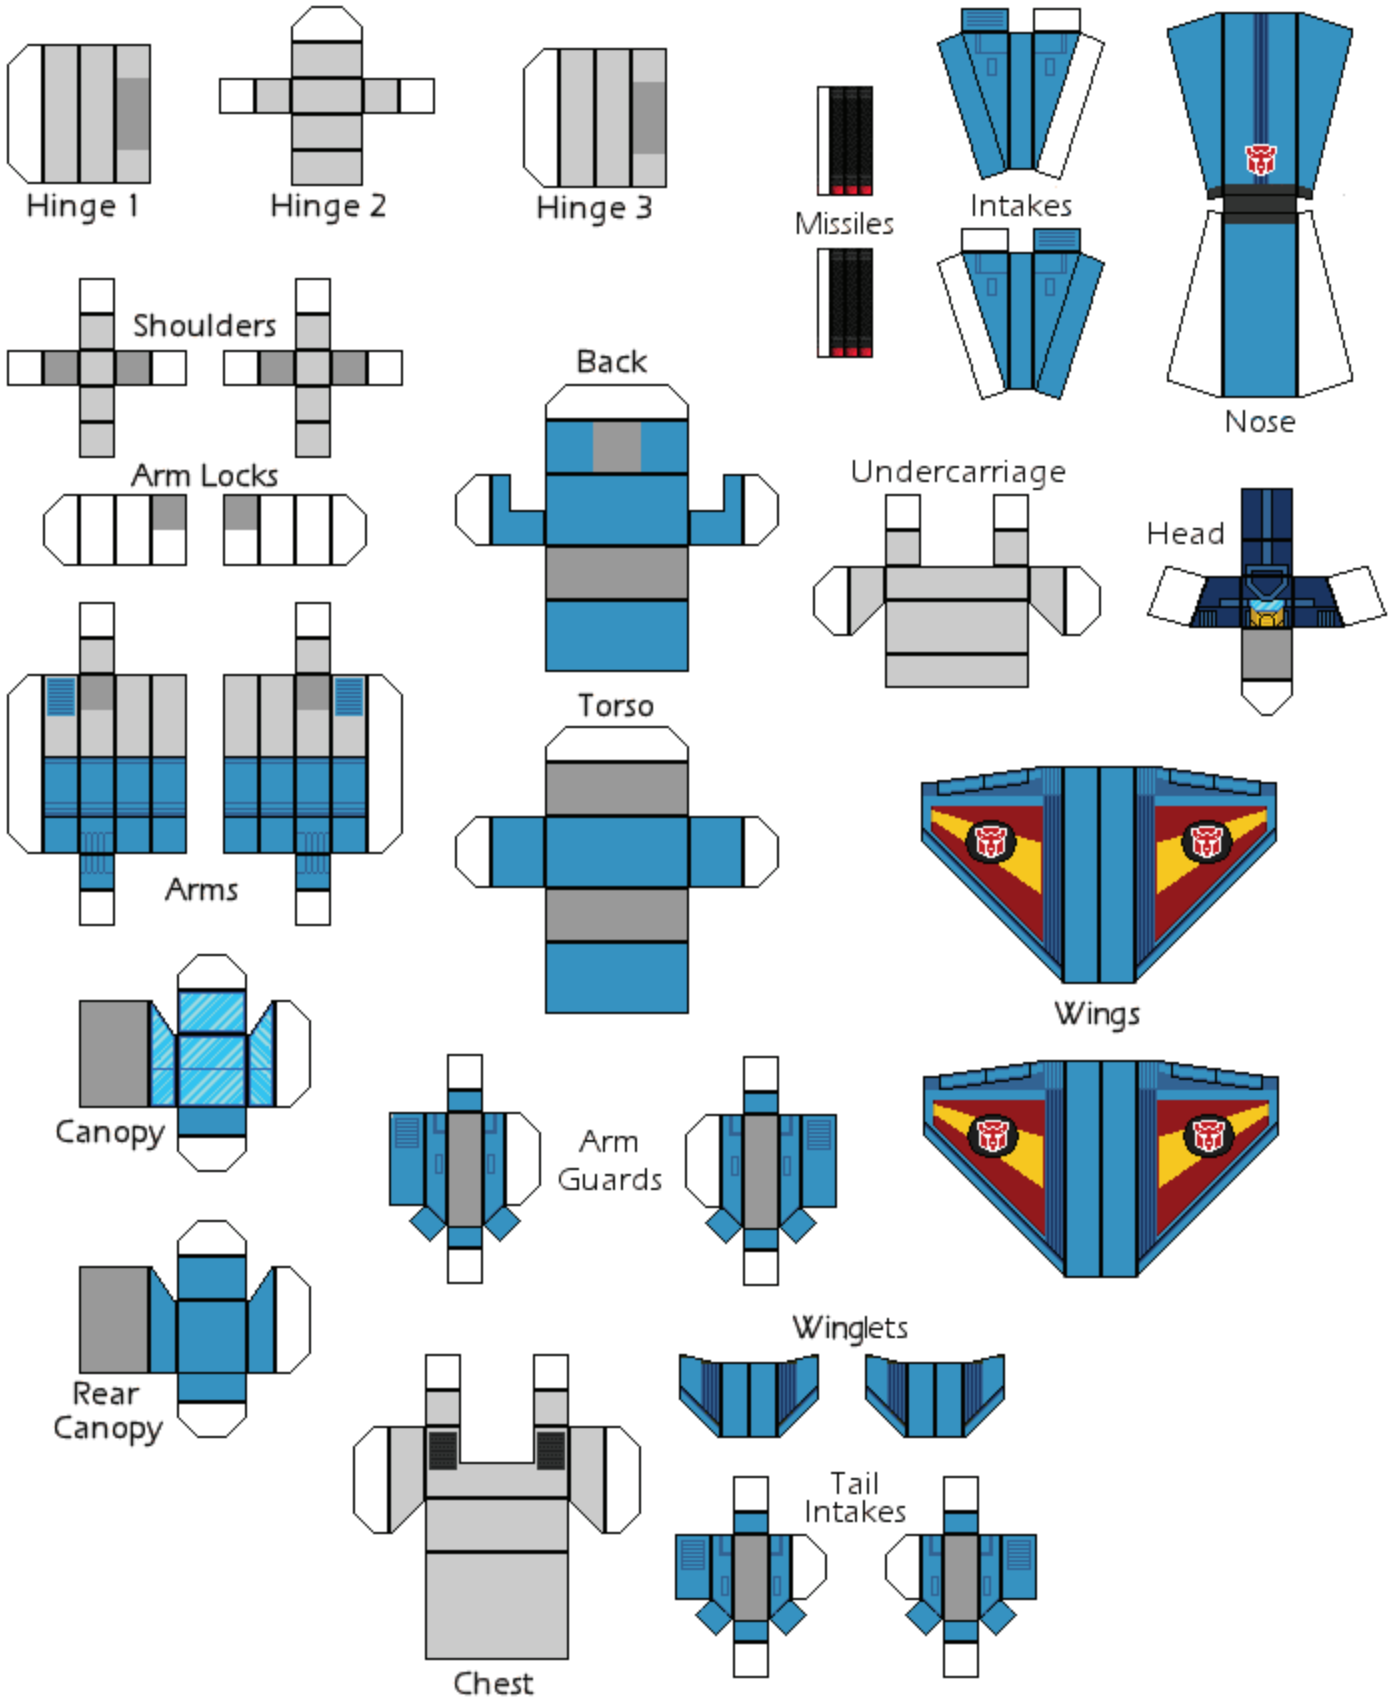 Hinge 1
Hinge 2
Hinge 3
Missiles
Intakes
Nose
Shoulders
Back
Arm Locks
Undercarriage
Head
Torso
Arms
Wings
Canopy
Arm
Guards
Winglets
Rear
Canopy
Tail
Intakes
Chest